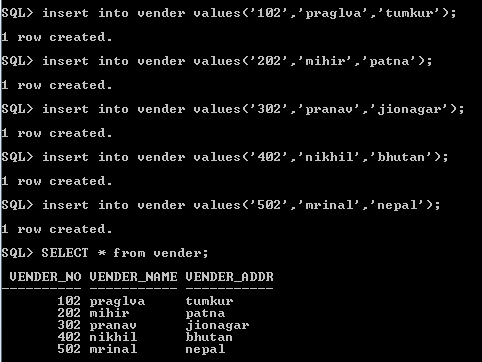 SQL> insert into vender values('102','praglva','tumkur');
1 row created.
SQL> insert into vender values('202','mihir','patna');
1 row created.
SQL> insert into vender values('302','pranav','jionagar');
1 row created.
SQL> insert into vender values('402','nikhil','bhutan');
1 row created.
SQL> insert into vender values('502','mrinal','nepal');
1 row created.
SQL> SELECT * from vender;
VENDER_NO VENDER_NAME VENDER_ADDR
---------- ----------- -----------
102 praglva tumkur
202 mihir patna
302 pranav jionagar
402 nikhil bhutan
502 mrinal nepal